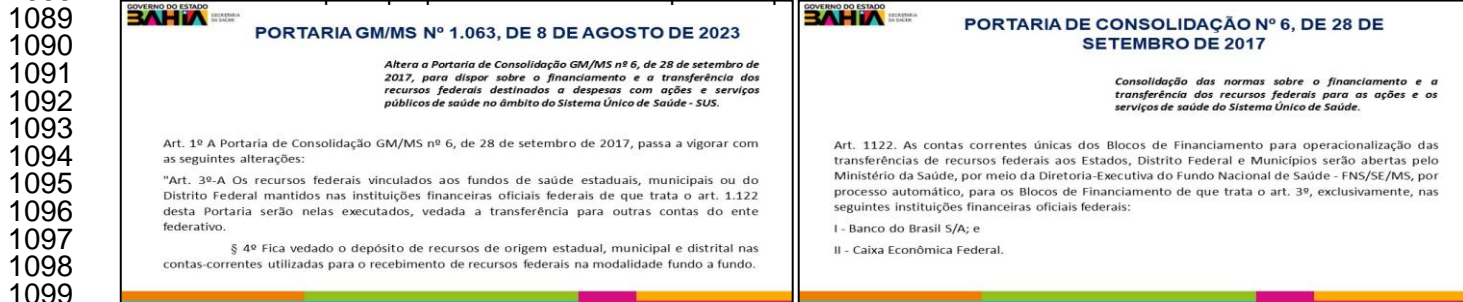 1089
1090
1091
1092
1093
1094
1095
1096
1097
1098
1099
GOVERNO DO ESTADO
BAHIA
SECRETARIA
DA SAÚDE
PORTARIA GM/MS Nº 1.063, DE 8 DE AGOSTO DE 2023
Altera a Portaria de Consolidação GM/MS nº 6, de 28 de setembro de
2017, para dispor sobre o financiamento e a transferência dos
recursos federais destinados a despesas com ações e serviços
públicos de saúde no âmbito do Sistema Único de Saúde - SUS.
Art. 1º A Portaria de Consolidação GM/MS nº 6, de 28 de setembro de 2017, passa a vigorar com
as seguintes alterações:
"Art. 3º-A Os recursos federais vinculados aos fundos de saúde estaduais, municipais ou do
Distrito Federal mantidos nas instituições financeiras oficiais federais de que trata o art. 1.122
desta Portaria serão nelas executados, vedada a transferência para outras contas do ente
federativo.
§ 4º Fica vedado o depósito de recursos de origem estadual, municipal e distrital nas
contas-correntes utilizadas para o recebimento de recursos federais na modalidade fundo a fundo.
GOVERNO DO ESTADO
BAHIA
SECRETARIA
DA SAÚDE
PORTARIA DE CONSOLIDAÇÃO Nº 6, DE 28 DE
SETEMBRO DE 2017
Consolidação das normas sobre o financiamento e a
transferência dos recursos federais para as ações e os
serviços de saúde do Sistema Único de Saúde.
Art. 1122. As contas correntes únicas dos Blocos de Financiamento para operacionalização das
transferências de recursos federais aos Estados, Distrito Federal e Municípios serão abertas pelo
Ministério da Saúde, por meio da Diretoria-Executiva do Fundo Nacional de Saúde - FNS/SE/MS, por
processo automático, para os Blocos de Financiamento de que trata o art. 3º, exclusivamente, nas
seguintes instituições financeiras oficiais federais:
I - Banco do Brasil S/A; e
II - Caixa Econômica Federal.